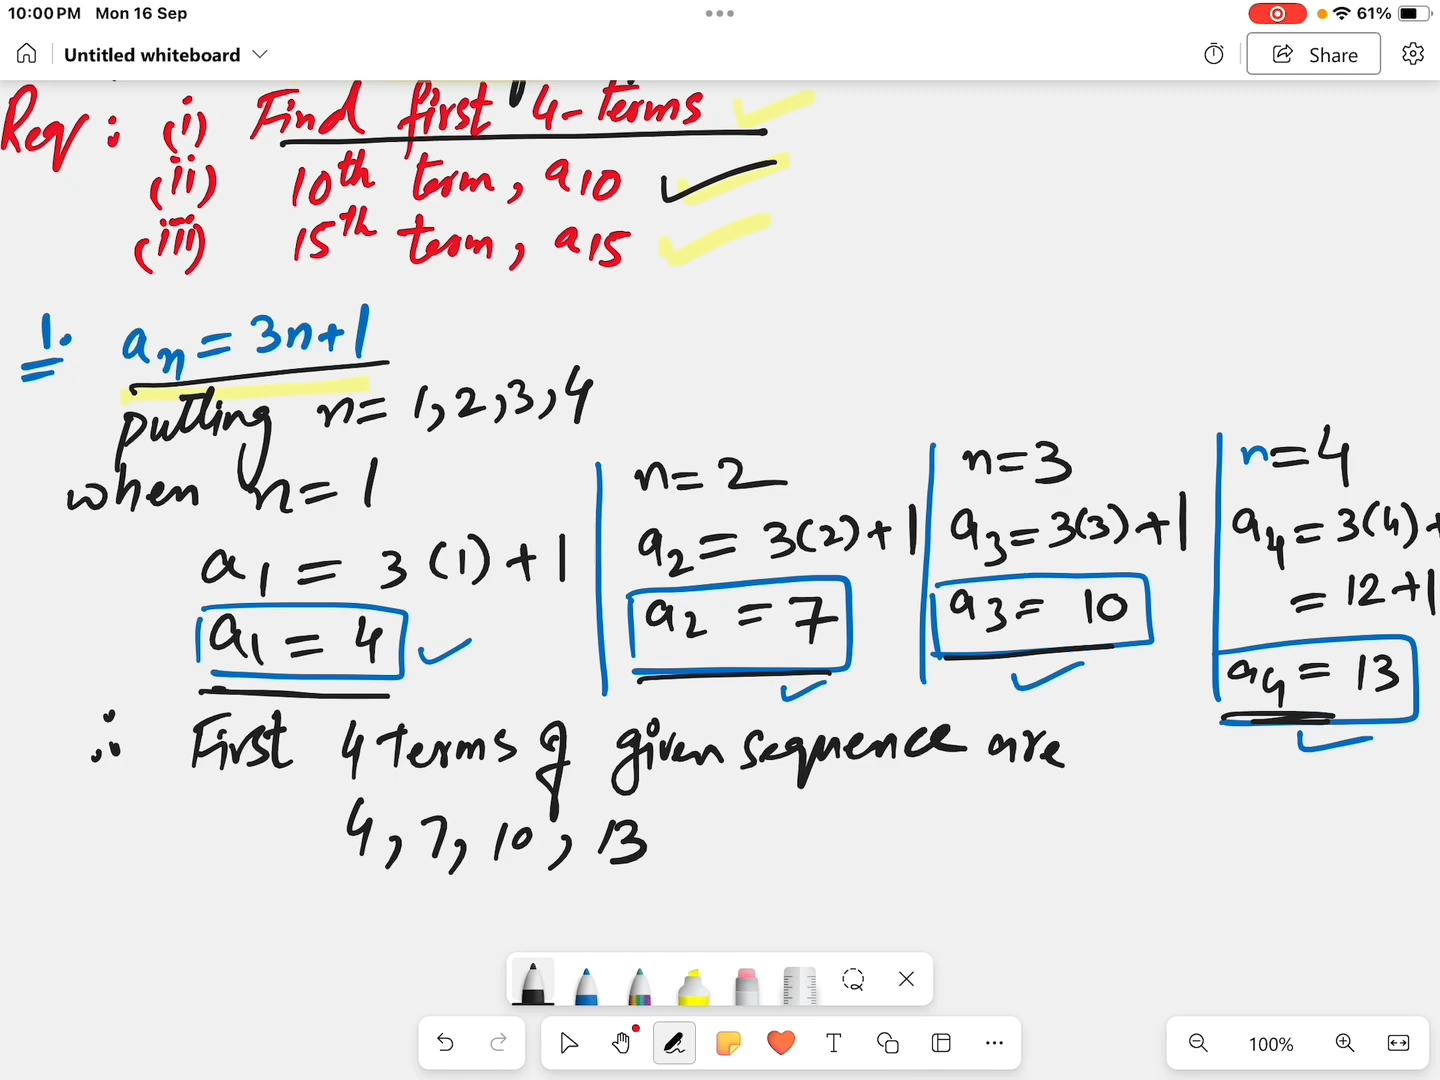 10:00 PM Mon 16 Sep
61%
Untitled whiteboard
Share
Req: (i) Find first 4-terms
(ii) 10th term, a10
(iii) 15th term, a15
1. an = 3n+1
putting n= 1,2,3,4
when n=1
a1 = 3(1)+1
a1 = 4
n=2
a2 = 3(2)+1
a2 = 7
n=3
a3=3(3)+1
a3= 10
n=4
a4=3(4)+
= 12+1
a4= 13
∴ First 4 terms of given sequence are
4, 7, 10, 13
T
100%